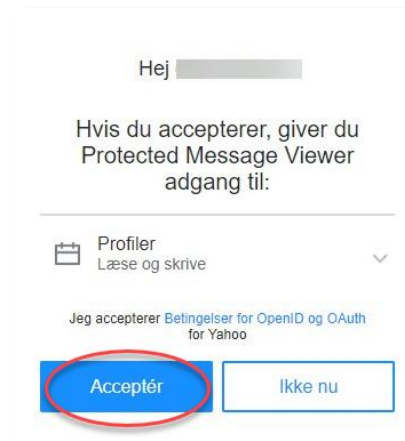 Hej
Hvis du accepterer, giver du
Protected Message Viewer
adgang til:
Profiler
Læse og skrive
Jeg accepterer Betingelser for OpenID og OAuth
for Yahoo
Acceptér
Ikke nu